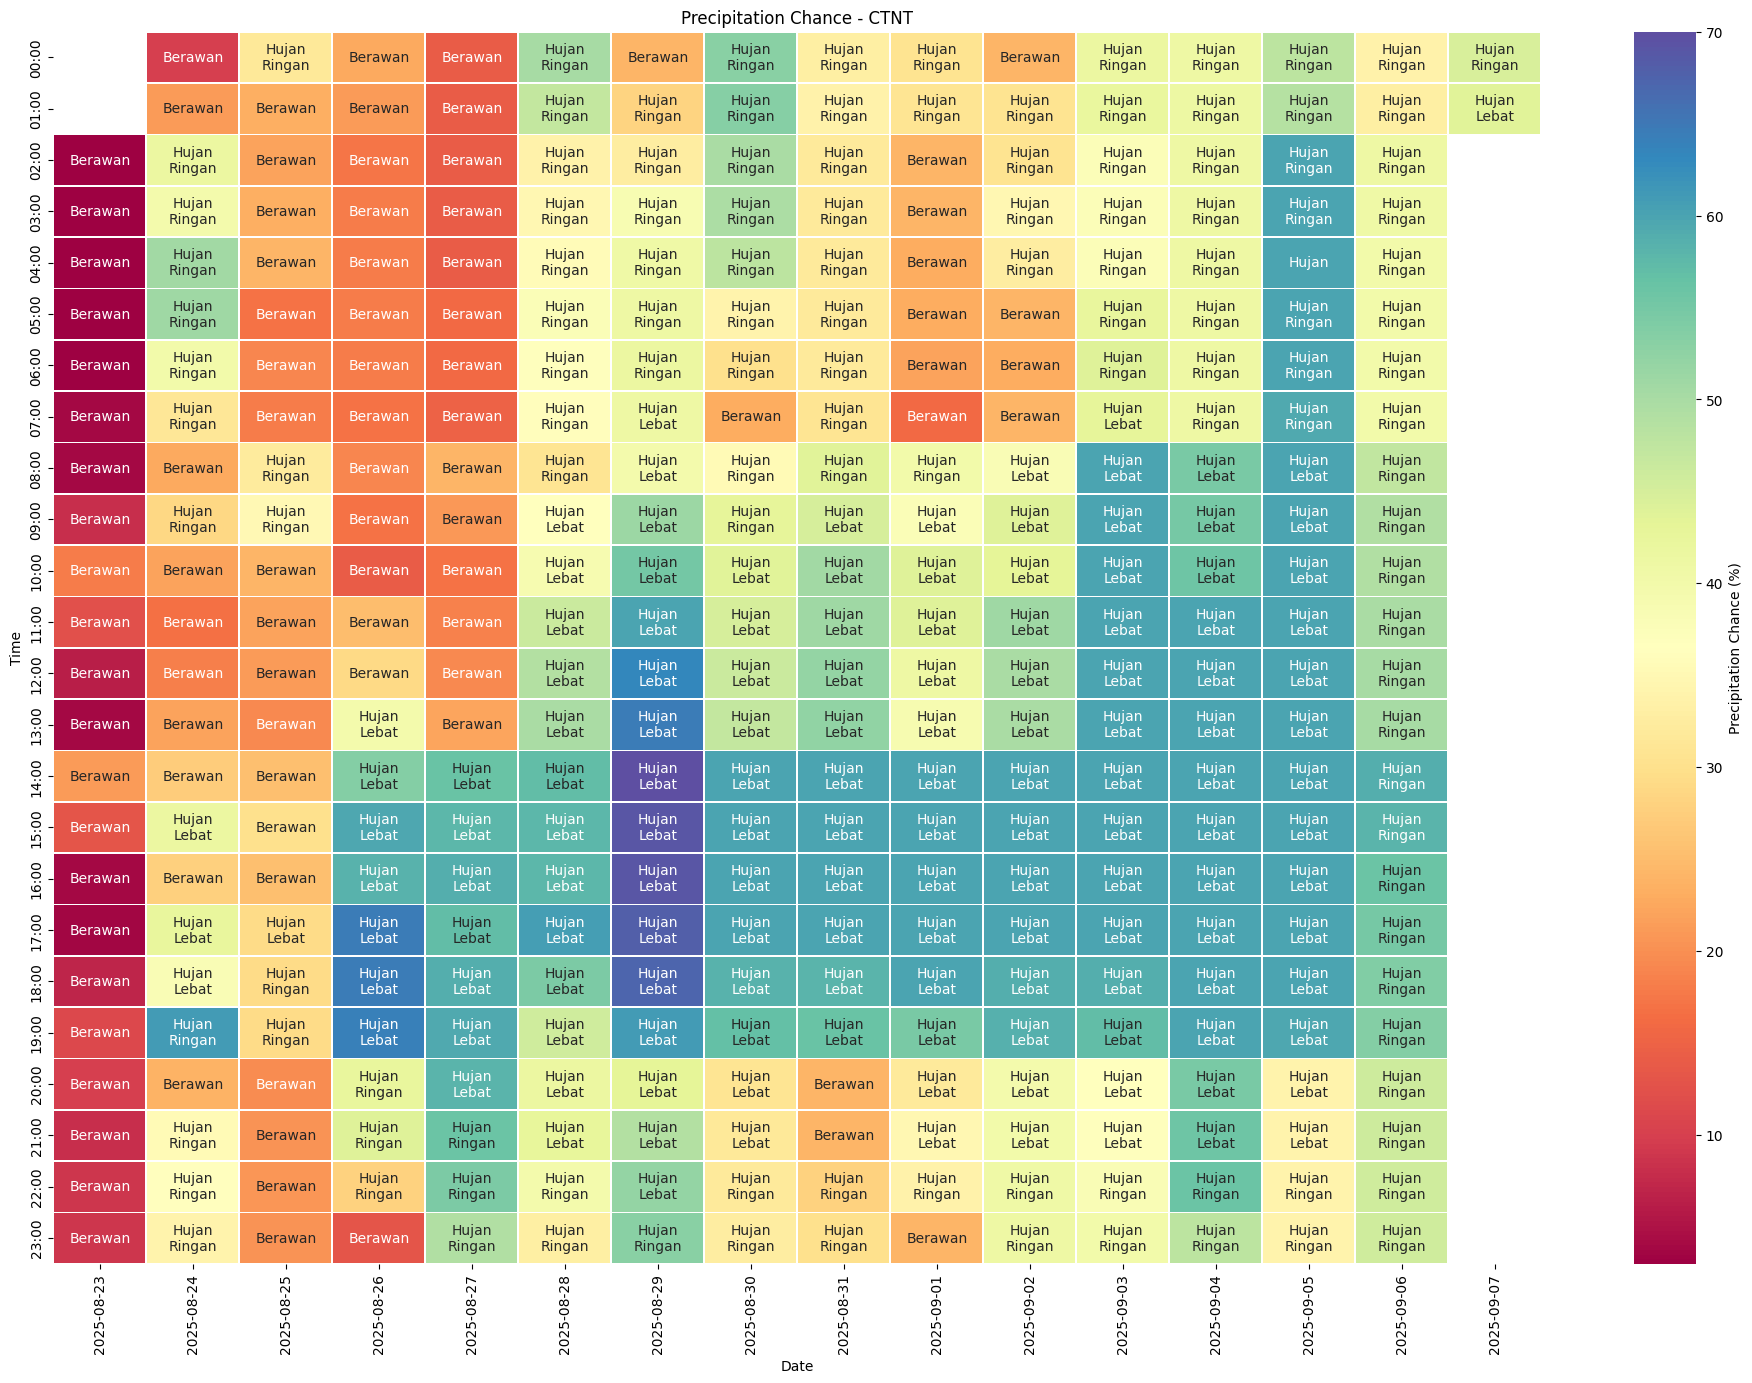 Precipitation Chance - CTNT
00:00 Berawan Hujan Ringan Berawan Berawan Hujan Ringan Berawan Hujan Ringan Hujan Ringan Hujan Ringan Berawan Hujan Ringan Hujan Ringan Hujan Ringan Hujan Ringan Hujan Ringan
01:00 Berawan Berawan Berawan Berawan Hujan Ringan Hujan Ringan Hujan Ringan Hujan Ringan Hujan Ringan Hujan Ringan Hujan Ringan Hujan Ringan Hujan Ringan Hujan Ringan Hujan Lebat
02:00 Berawan Hujan Ringan Berawan Berawan Berawan Hujan Ringan Hujan Ringan Hujan Ringan Hujan Ringan Berawan Hujan Ringan Hujan Ringan Hujan Ringan Hujan Ringan Hujan Ringan
03:00 Berawan Hujan Ringan Berawan Berawan Berawan Hujan Ringan Hujan Ringan Hujan Ringan Hujan Ringan Berawan Hujan Ringan Hujan Ringan Hujan Ringan Hujan Ringan Hujan Ringan
04:00 Berawan Hujan Ringan Berawan Berawan Berawan Hujan Ringan Hujan Ringan Hujan Ringan Hujan Ringan Berawan Hujan Ringan Hujan Ringan Hujan Ringan Hujan Hujan Ringan
05:00 Berawan Hujan Ringan Berawan Berawan Berawan Hujan Ringan Hujan Ringan Hujan Ringan Hujan Ringan Berawan Berawan Hujan Ringan Hujan Ringan Hujan Ringan Hujan Ringan
06:00 Berawan Hujan Ringan Berawan Berawan Berawan Hujan Ringan Hujan Ringan Hujan Ringan Hujan Ringan Berawan Berawan Hujan Ringan Hujan Ringan Hujan Ringan Hujan Ringan
07:00 Berawan Hujan Ringan Berawan Berawan Berawan Hujan Ringan Hujan Lebat Berawan Hujan Ringan Berawan Berawan Hujan Lebat Hujan Ringan Hujan Ringan Hujan Ringan
08:00 Berawan Berawan Hujan Ringan Berawan Berawan Hujan Ringan Hujan Lebat Hujan Ringan Hujan Ringan Hujan Ringan Hujan Lebat Hujan Lebat Hujan Lebat Hujan Lebat Hujan Ringan
09:00 Berawan Hujan Ringan Hujan Ringan Berawan Berawan Hujan Lebat Hujan Lebat Hujan Ringan Hujan Lebat Hujan Lebat Hujan Lebat Hujan Lebat Hujan Lebat Hujan Lebat Hujan Ringan
10:00 Berawan Berawan Berawan Berawan Berawan Hujan Lebat Hujan Lebat Hujan Lebat Hujan Lebat Hujan Lebat Hujan Lebat Hujan Lebat Hujan Lebat Hujan Lebat Hujan Ringan
11:00 Berawan Berawan Berawan Berawan Berawan Hujan Lebat Hujan Lebat Hujan Lebat Hujan Lebat Hujan Lebat Hujan Lebat Hujan Lebat Hujan Lebat Hujan Lebat Hujan Ringan
12:00 Berawan Berawan Berawan Berawan Berawan Hujan Lebat Hujan Lebat Hujan Lebat Hujan Lebat Hujan Lebat Hujan Lebat Hujan Lebat Hujan Lebat Hujan Lebat Hujan Ringan
13:00 Berawan Berawan Berawan Hujan Lebat Berawan Hujan Lebat Hujan Lebat Hujan Lebat Hujan Lebat Hujan Lebat Hujan Lebat Hujan Lebat Hujan Lebat Hujan Lebat Hujan Ringan
14:00 Berawan Berawan Berawan Hujan Lebat Hujan Lebat Hujan Lebat Hujan Lebat Hujan Lebat Hujan Lebat Hujan Lebat Hujan Lebat Hujan Lebat Hujan Lebat Hujan Lebat Hujan Ringan
15:00 Berawan Hujan Lebat Berawan Hujan Lebat Hujan Lebat Hujan Lebat Hujan Lebat Hujan Lebat Hujan Lebat Hujan Lebat Hujan Lebat Hujan Lebat Hujan Lebat Hujan Lebat Hujan Ringan
16:00 Berawan Berawan Berawan Hujan Lebat Hujan Lebat Hujan Lebat Hujan Lebat Hujan Lebat Hujan Lebat Hujan Lebat Hujan Lebat Hujan Lebat Hujan Lebat Hujan Lebat Hujan Ringan
17:00 Berawan Hujan Lebat Hujan Lebat Hujan Lebat Hujan Lebat Hujan Lebat Hujan Lebat Hujan Lebat Hujan Lebat Hujan Lebat Hujan Lebat Hujan Lebat Hujan Lebat Hujan Lebat Hujan Ringan
18:00 Berawan Hujan Lebat Hujan Ringan Hujan Lebat Hujan Lebat Hujan Lebat Hujan Lebat Hujan Lebat Hujan Lebat Hujan Lebat Hujan Lebat Hujan Lebat Hujan Lebat Hujan Lebat Hujan Ringan
19:00 Berawan Hujan Ringan Hujan Ringan Hujan Lebat Hujan Lebat Hujan Lebat Hujan Lebat Hujan Lebat Hujan Lebat Hujan Lebat Hujan Lebat Hujan Lebat Hujan Lebat Hujan Lebat Hujan Ringan
20:00 Berawan Berawan Berawan Hujan Ringan Hujan Lebat Hujan Lebat Hujan Lebat Hujan Lebat Berawan Hujan Lebat Hujan Lebat Hujan Lebat Hujan Lebat Hujan Lebat Hujan Ringan
21:00 Berawan Hujan Ringan Berawan Hujan Ringan Hujan Ringan Hujan Lebat Hujan Lebat Hujan Lebat Berawan Hujan Lebat Hujan Lebat Hujan Lebat Hujan Lebat Hujan Lebat Hujan Ringan
22:00 Berawan Hujan Ringan Berawan Hujan Ringan Hujan Ringan Hujan Ringan Hujan Lebat Hujan Ringan Hujan Ringan Hujan Ringan Hujan Ringan Hujan Ringan Hujan Ringan Hujan Ringan Hujan Ringan
23:00 Berawan Hujan Ringan Berawan Berawan Hujan Ringan Hujan Ringan Hujan Ringan Hujan Ringan Hujan Ringan Berawan Hujan Ringan Hujan Ringan Hujan Ringan Hujan Ringan Hujan Ringan
2025-08-23 2025-08-24 2025-08-25 2025-08-26 2025-08-27 2025-08-28 2025-08-29 2025-08-30 2025-08-31 2025-09-01 2025-09-02 2025-09-03 2025-09-04 2025-09-05 2025-09-06 2025-09-07
Time
Date
70
60
50
40
30
20
10
Precipitation Chance (%)